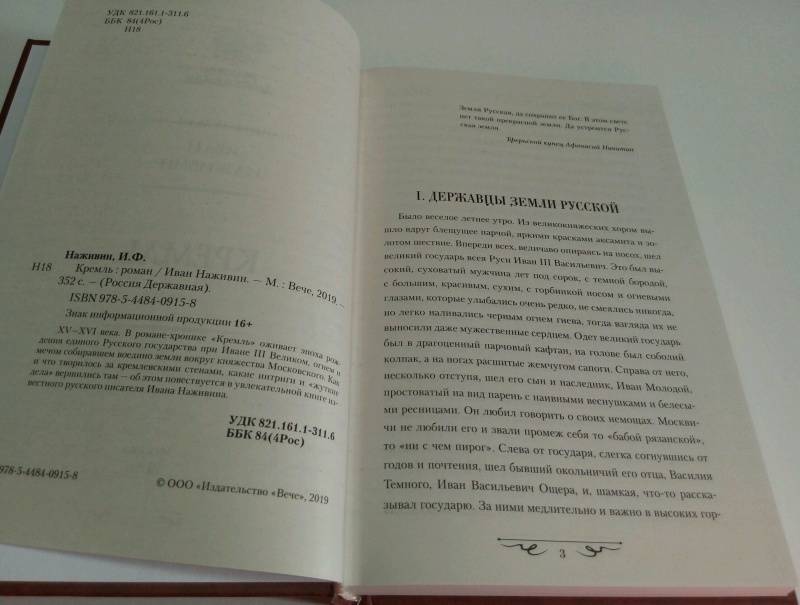 УДК 821.161.1-311.6
ББК 84(4Рос)
Н18
Наживин, И.Ф.
Н18 Кремль : роман / Иван Наживин. — М. : Вече, 2019. —
352 с. — (Россия Державная).
ISBN 978-5-4484-0915-8
Знак информационной продукции 16+
XV—XVI века. В романе-хронике «Кремль» оживает эпоха рож-
дения единого Русского государства при Иване III Великом, огнем и
мечом собиравшем воедино земли вокруг княжества Московского. Как
и что творилось за кремлевскими стенами, какие интриги и «жуткие
дела» вершились там — об этом повествуется в увлекательной книге из-
вестного русского писателя Ивана Наживина.
УДК 821.161.1-311.6
ББК 84(4Рос)
978-5-4484-0915-8
© ООО «Издательство «Вече», 2019
Земля Русская, да сохранит ее Бог. В этом свете
нет такой прекрасной земли. Да устроится Рус-
ская земля.
Тверской купец Афанасий Никитин
I. ДЕРЖАВЦЫ ЗЕМЛИ РУССКОЙ
Было веселое летнее утро. Из великокняжеских хором вы-
шло вдруг блещущее парчой, яркими красками аксамита и зо-
лотом шествие. Впереди всех, величаво опираясь на посох, шел
великий государь всея Руси Иван III Васильевич. Это был вы-
сокий, суховатый мужчина лет под сорок, с темной бородой,
с большим, красивым, сухим, с горбинкой носом и огневыми
глазами, которые улыбались очень редко, не смеялись никогда,
но легко наливались черным огнем гнева, тогда взгляда их не
выносили даже мужественные сердцем. Одет великий государь
был в драгоценный парчовый кафтан, на голове был соболий
колпак, а на ногах расшитые жемчугом сапоги. Справа от него,
несколько отступя, шел его сын и наследник, Иван Молодой,
простоватый на вид парень с наивными веснушками и белесы-
ми ресницами. Он любил говорить о своих немощах. Москви-
чи не любили его и звали промеж себя то «бабой рязанской»,
то «ни с чем пирог». Слева от государя, слегка согнувшись от
годов и почтения, шел бывший окольничий его отца, Василия
Темного, Иван Васильевич Ощера, и, шамкая, что-то расска-
зывал государю. За ними медлительно и важно в высоких гор-
3